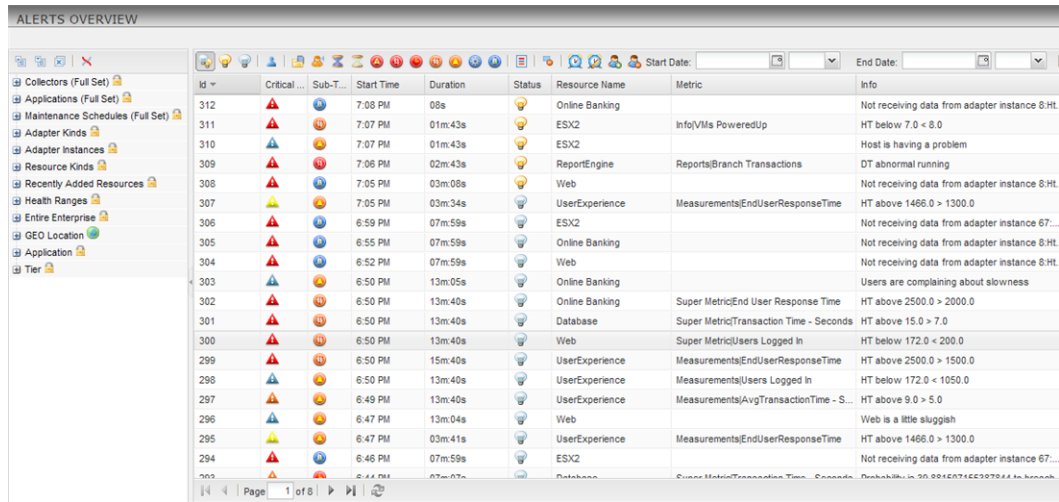 ALERTS OVERVIEW
Start Date: End Date:
Collectors (Full Set)
Applications (Full Set)
Maintenance Schedules (Full Set)
Adapter Kinds
Adapter Instances
Resource Kinds
Recently Added Resources
Health Ranges
Entire Enterprise
GEO Location
Application
Tier
Id Critical ... Sub-T... Start Time Duration Status Resource Name Metric Info
312 7:08 PM 08s Online Banking Not receiving data from adapter instance 8:Ht.
311 7:07 PM 01m:43s ESX2 Info|VMs PoweredUp HT below 7.0 < 8.0
310 7:07 PM 01m:43s ESX2 Host is having a problem
309 7:06 PM 02m:43s ReportEngine Reports|Branch Transactions DT abnormal running
308 7:05 PM 03m:08s Web Not receiving data from adapter instance 8:Ht.
307 7:05 PM 03m:34s UserExperience Measurements|EndUserResponseTime HT above 1466.0 > 1300.0
306 6:59 PM 07m:59s ESX2 Not receiving data from adapter instance 67:...
305 6:55 PM 07m:59s Online Banking Not receiving data from adapter instance 8:Ht.
304 6:52 PM 07m:59s Web Not receiving data from adapter instance 8:Ht.
303 6:50 PM 13m:05s Online Banking Users are complaining about slowness
302 6:50 PM 13m:40s Online Banking Super Metric|End User Response Time HT above 2500.0 > 2000.0
301 6:50 PM 13m:40s Database Super Metric|Transaction Time - Seconds HT above 15.0 > 7.0
300 6:50 PM 13m:40s Web Super Metric|Users Logged In HT below 172.0 < 200.0
299 6:50 PM 15m:40s UserExperience Measurements|EndUserResponseTime HT above 2500.0 > 1500.0
298 6:50 PM 13m:40s UserExperience Measurements|Users Logged In HT below 172.0 < 1050.0
297 6:49 PM 13m:40s UserExperience Measurements|AvgTransactionTime - S... HT above 9.0 > 5.0
296 6:47 PM 13m:04s Web Web is a little sluggish
295 6:47 PM 03m:41s UserExperience Measurements|EndUserResponseTime HT above 1466.0 > 1300.0
294 6:46 PM 07m:59s ESX2 Not receiving data from adapter instance 67:...
293 6:44 PM 07m:07s Database Super Metric|Transaction Time - Seconds
Page 1 of 8